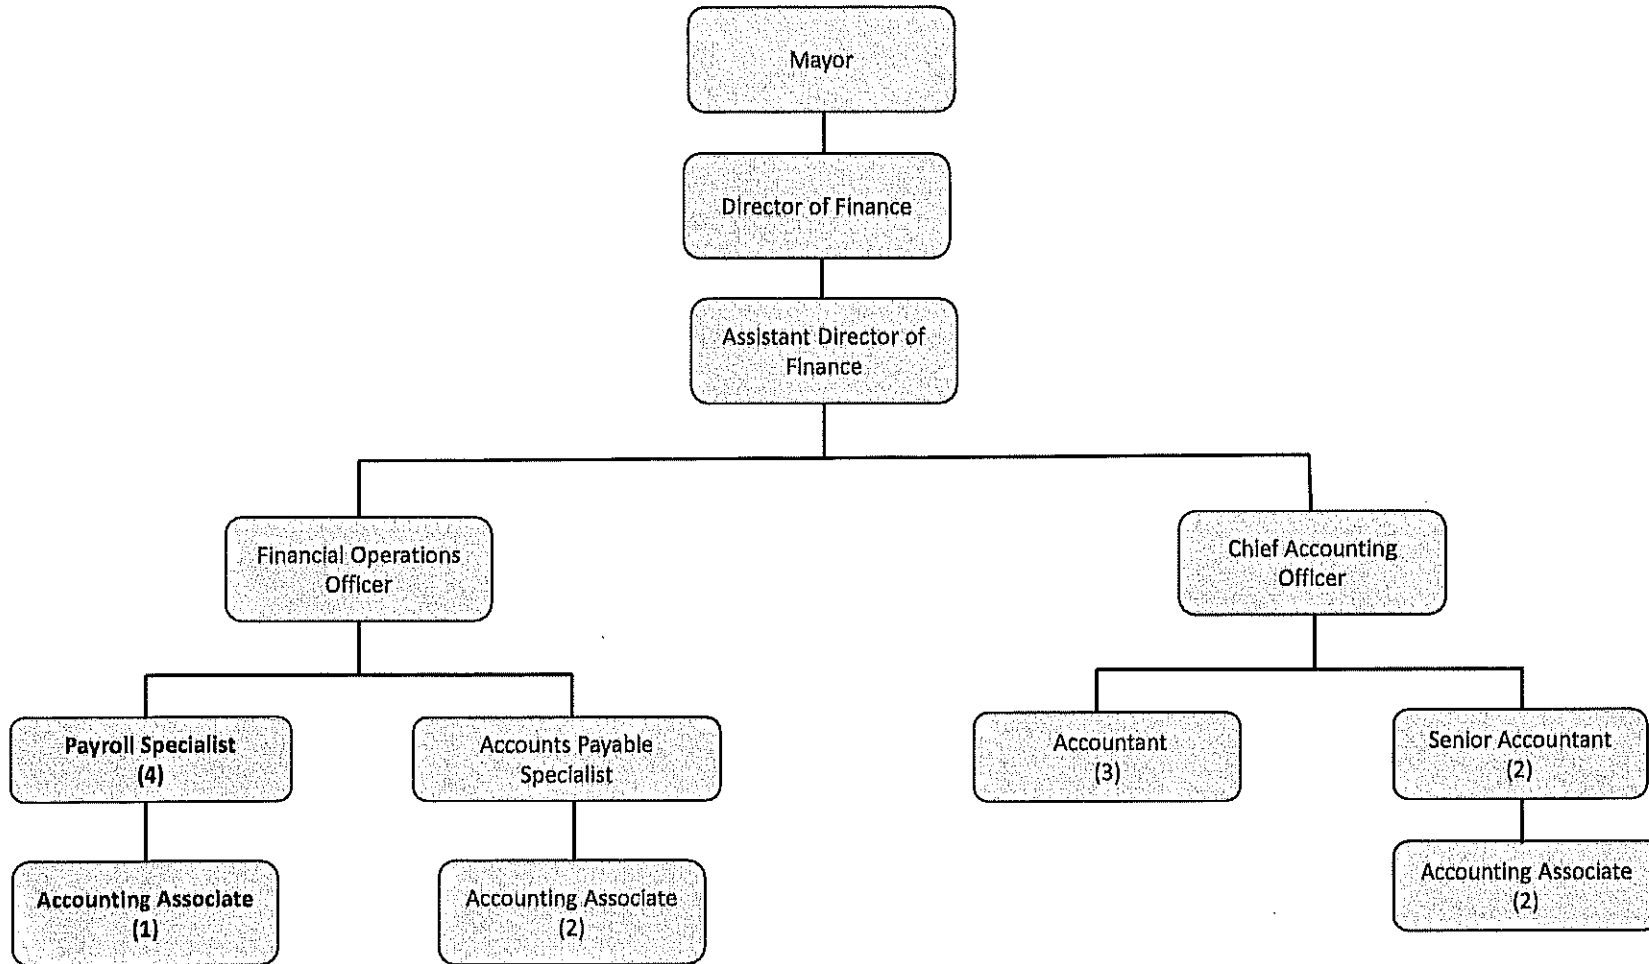 Mayor
Director of Finance
Assistant Director of
Finance
Financial Operations
Officer
Chief Accounting
Officer
Payroll Specialist
(4)
Accounts Payable
Specialist
Accountant
(3)
Senior Accountant
(2)
Accounting Associate
(1)
Accounting Associate
(2)
Accounting Associate
(2)